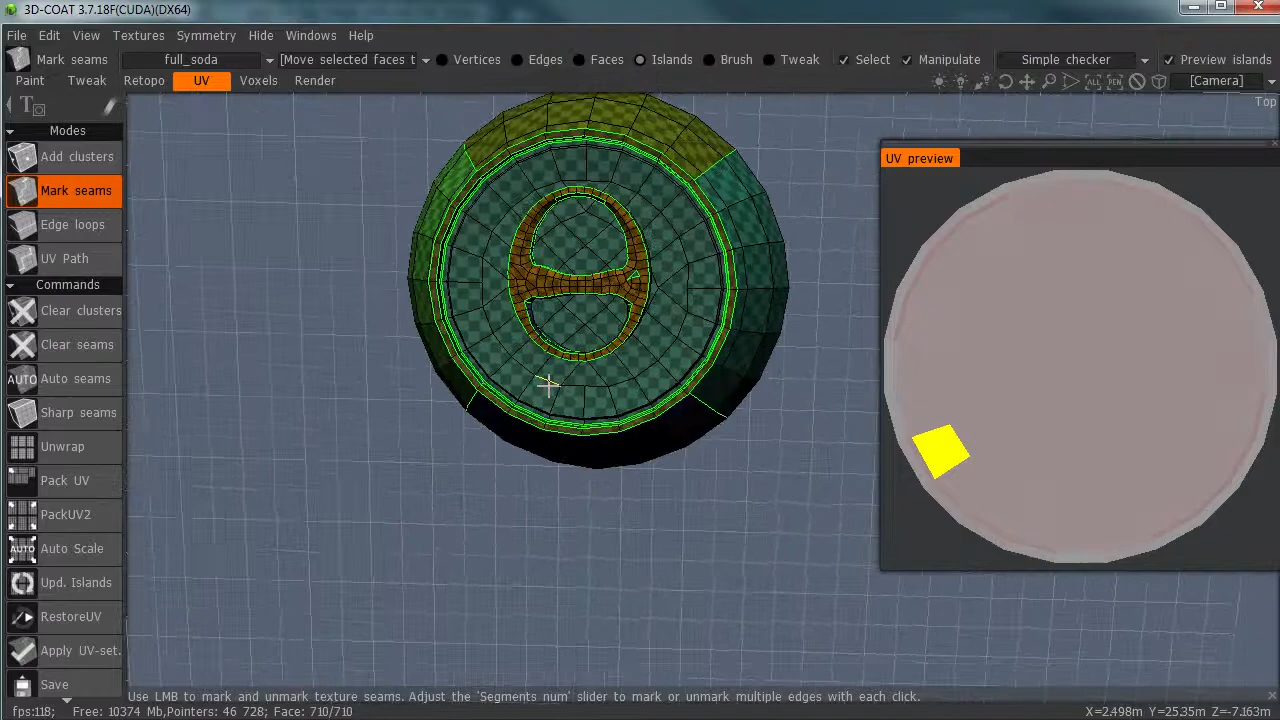 3D-COAT 3.7.18F(CUDA)(DX64)
File Edit View Textures Symmetry Hide Windows Help
Mark seams full_soda [Move selected faces t Vertices Edges Faces Islands Brush Tweak Select Manipulate Simple checker Preview islands
Paint Tweak Retopo UV Voxels Render ALL PEN [Camera]
Top
Modes
UV preview
Add clusters
Mark seams
Edge loops
UV Path
Commands
Clear clusters
Clear seams
AUTO Auto seams
Sharp seams
Unwrap
Pack UV
PackUV2
AUTO Auto Scale
Upd. Islands
RestoreUV
Apply UV-set.
Save
Use LMB to mark and unmark texture seams. Adjust the 'Segments num' slider to mark or unmark multiple edges with each click.
fps:118; Free: 10374 Mb,Pointers: 46 728; Face: 710/710 X=2.498m Y=25.35m Z=-7.163m